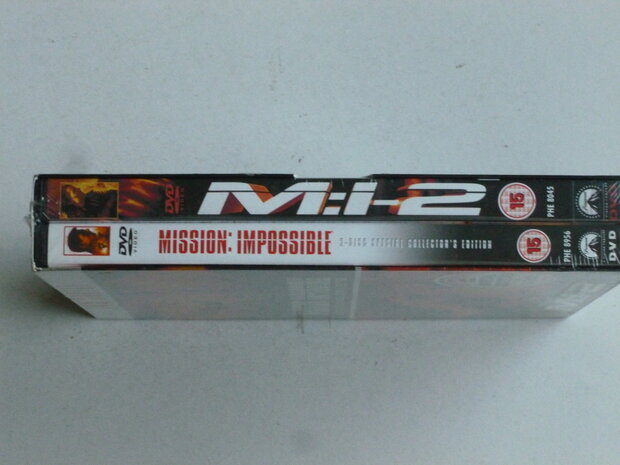 DVD
M:I-2
15
PHE 8045
DVD
VIDEO
MISSION: IMPOSSIBLE
2-DISC SPECIAL COLLECTOR'S EDITION
15
PHE 8956
DVD